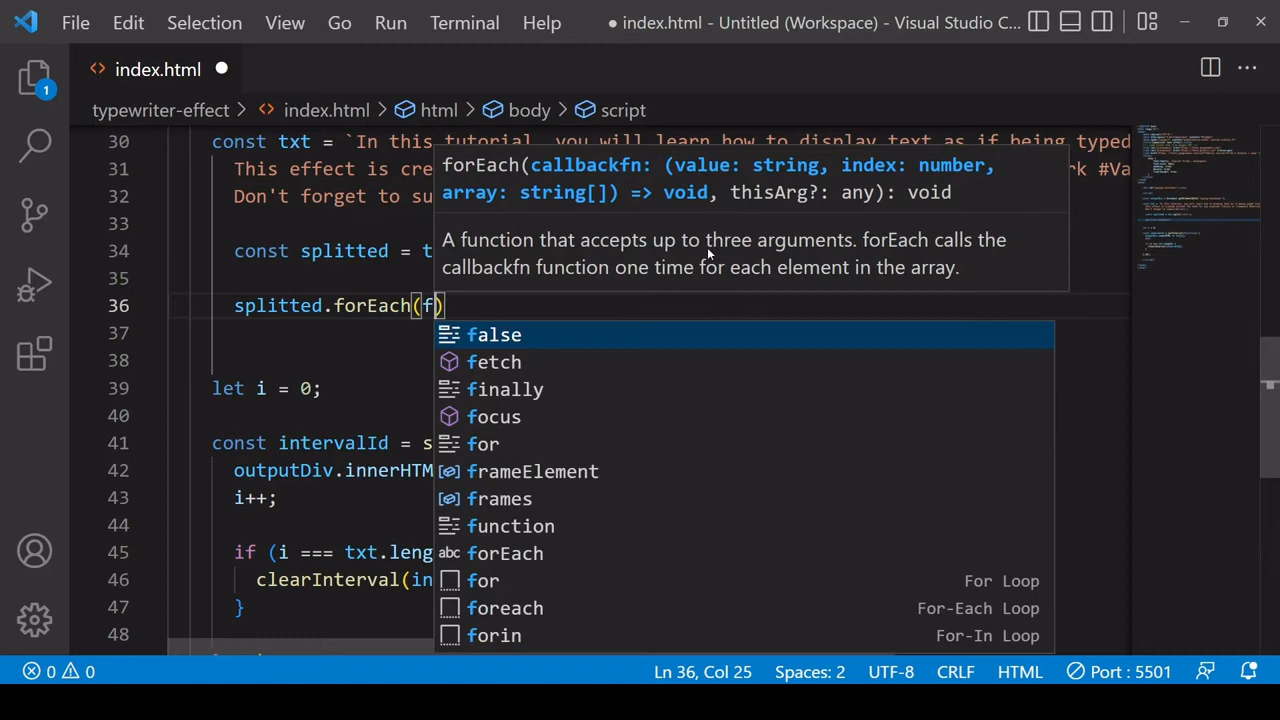 File Edit Selection View Go Run Terminal Help ● index.html - Untitled (Workspace) - Visual Studio C...
index.html
1
typewriter-effect > index.html > html > body > script
30 const txt = `In this tutorial, you will learn how to display text as if being typed
forEach(callbackfn: (value: string, index: number,
31 This effect is cre rk #Va
array: string[]) => void, thisArg?: any): void
32 Don't forget to su
33
A function that accepts up to three arguments. forEach calls the
34 const splitted = t
callbackfn function one time for each element in the array.
35
36 splitted.forEach(f)
37 false
fetch
38
39 let i = 0; finally
40 focus
41 const intervalId = s for
42 outputDiv.innerHTM frameElement
43 i++; frames
44 function
45 if (i === txt.leng abc forEach
46 clearInterval(in for For Loop
47 } foreach For-Each Loop
48 forin For-In Loop
0 0 Ln 36, Col 25 Spaces: 2 UTF-8 CRLF HTML Port : 5501